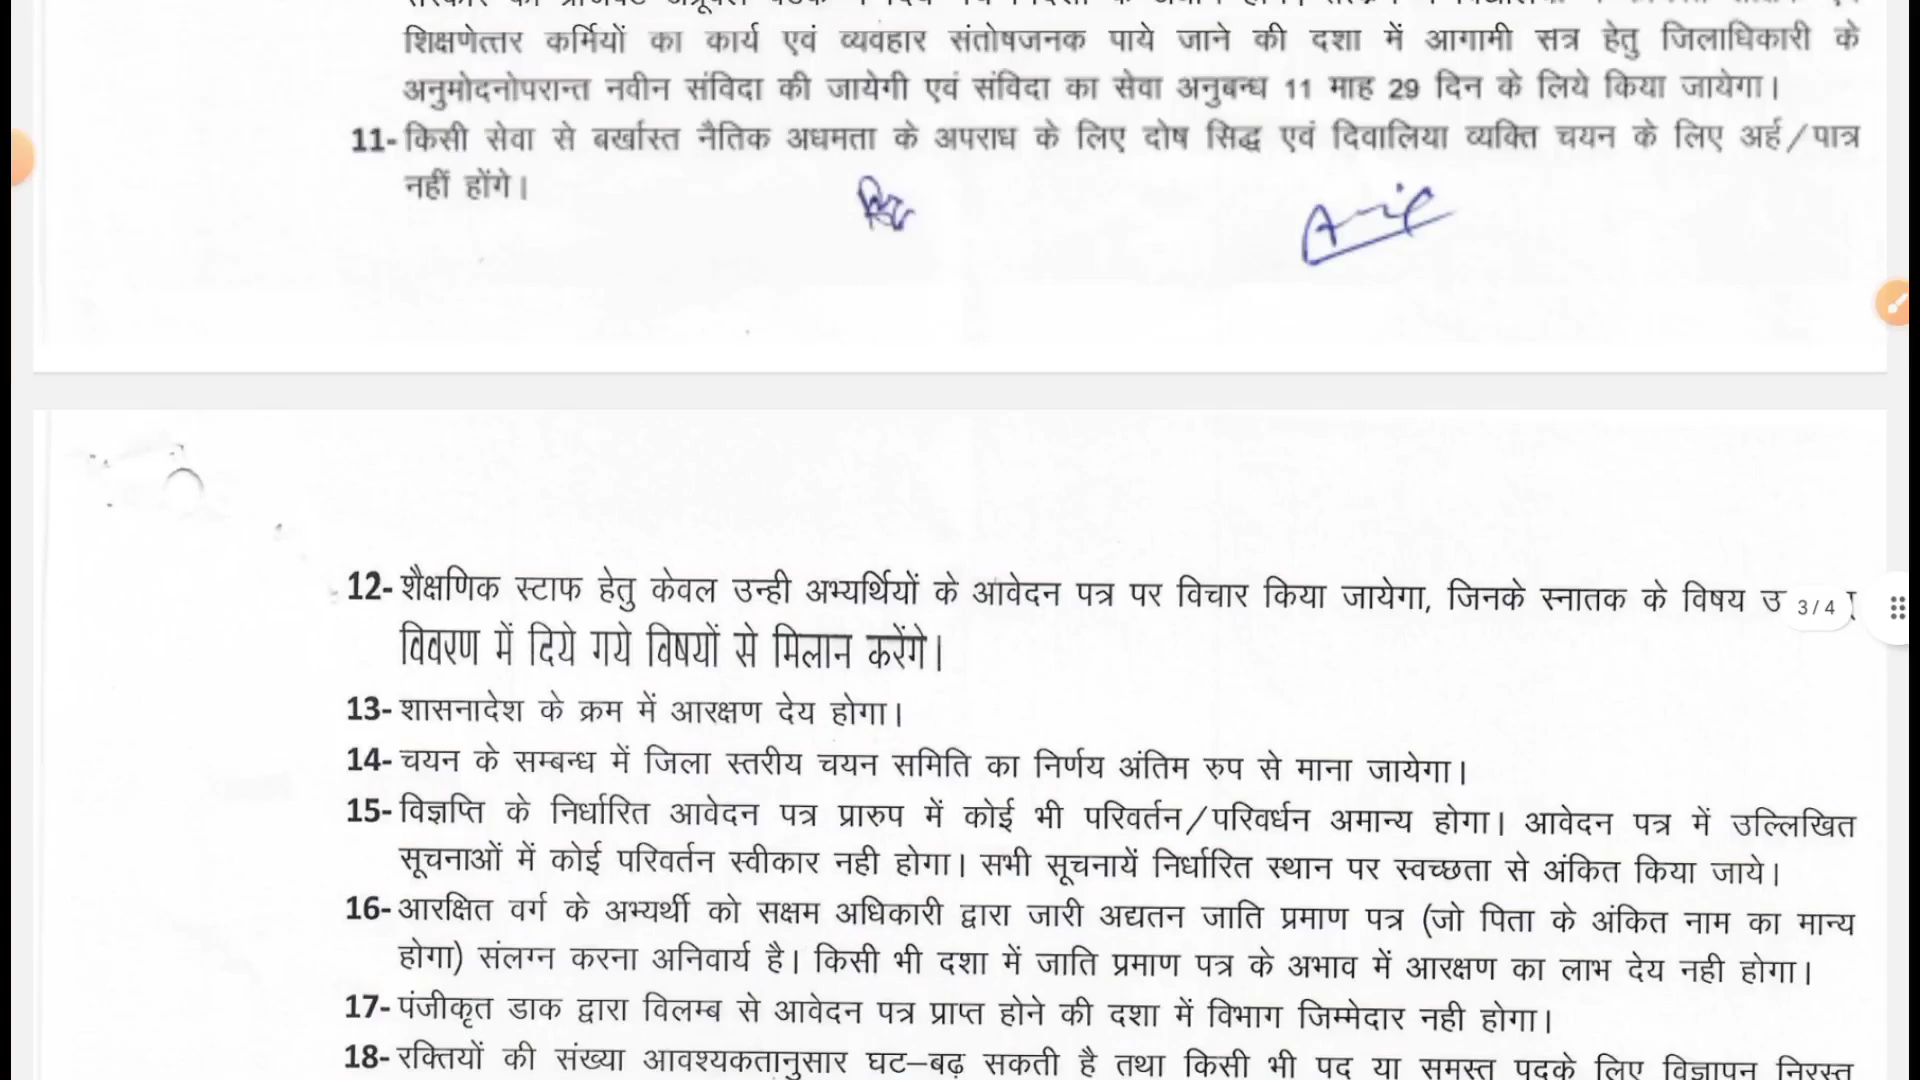 शिक्षणेत्तर कर्मियों का कार्य एवं व्यवहार संतोषजनक पाये जाने की दशा में आगामी सत्र हेतु जिलाधिकारी के
अनुमोदनोपरान्त नवीन संविदा की जायेगी एवं संविदा का सेवा अनुबन्ध 11 माह 29 दिन के लिये किया जायेगा।
11- किसी सेवा से बर्खास्त नैतिक अधमता के अपराध के लिए दोष सिद्ध एवं दिवालिया व्यक्ति चयन के लिए अर्ह/पात्र
नहीं होंगे।
12- शैक्षणिक स्टाफ हेतु केवल उन्ही अभ्यर्थियों के आवेदन पत्र पर विचार किया जायेगा, जिनके स्नातक के विषय
3/4
विवरण में दिये गये विषयों से मिलान करेंगे।
13- शासनादेश के क्रम में आरक्षण देय होगा।
14- चयन के सम्बन्ध में जिला स्तरीय चयन समिति का निर्णय अंतिम रुप से माना जायेगा।
15- विज्ञप्ति के निर्धारित आवेदन पत्र प्रारुप में कोई भी परिवर्तन/परिवर्धन अमान्य होगा। आवेदन पत्र में उल्लिखित
सूचनाओं में कोई परिवर्तन स्वीकार नही होगा। सभी सूचनायें निर्धारित स्थान पर स्वच्छता से अंकित किया जाये।
16- आरक्षित वर्ग के अभ्यर्थी को सक्षम अधिकारी द्वारा जारी अद्यतन जाति प्रमाण पत्र (जो पिता के अंकित नाम का मान्य
होगा) संलग्न करना अनिवार्य है। किसी भी दशा में जाति प्रमाण पत्र के अभाव में आरक्षण का लाभ देय नही होगा।
17- पंजीकृत डाक द्वारा विलम्ब से आवेदन पत्र प्राप्त होने की दशा में विभाग जिम्मेदार नही होगा।
18- रक्तियों की संख्या आवश्यकतानुसार घट–बढ़ सकती है तथा किसी भी पद या समस्त पदके लिए विज्ञापन निरस्त